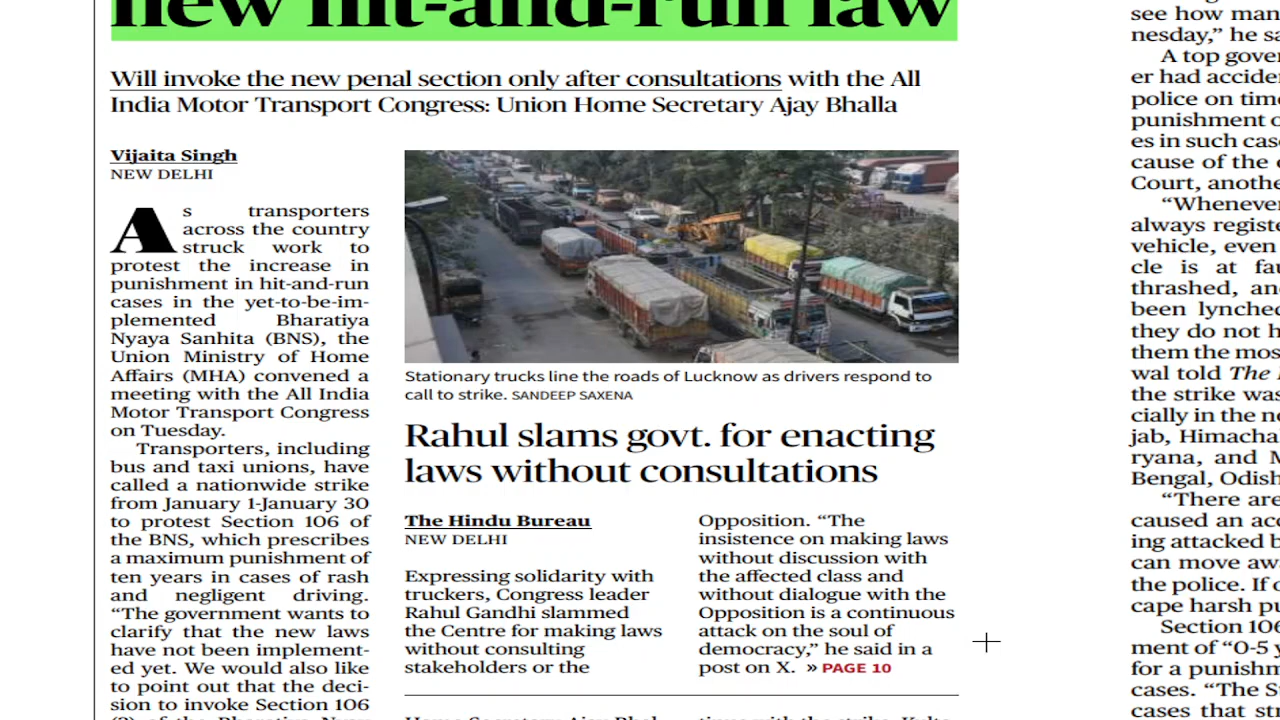 new hit-and-run law
Will invoke the new penal section only after consultations with the All
India Motor Transport Congress: Union Home Secretary Ajay Bhalla
Vijaita Singh
NEW DELHI
As transporters
across the country
struck work to
protest the increase in
punishment in hit-and-run
cases in the yet-to-be-im-
plemented Bharatiya
Nyaya Sanhita (BNS), the
Union Ministry of Home
Affairs (MHA) convened a
meeting with the All India
Motor Transport Congress
on Tuesday.
Transporters, including
bus and taxi unions, have
called a nationwide strike
from January 1-January 30
to protest Section 106 of
the BNS, which prescribes
a maximum punishment of
ten years in cases of rash
and negligent driving.
“The government wants to
clarify that the new laws
have not been implement-
ed yet. We would also like
to point out that the deci-
sion to invoke Section 106
Stationary trucks line the roads of Lucknow as drivers respond to
call to strike. SANDEEP SAXENA
Rahul slams govt. for enacting
laws without consultations
The Hindu Bureau
NEW DELHI
Expressing solidarity with
truckers, Congress leader
Rahul Gandhi slammed
the Centre for making laws
without consulting
stakeholders or the
Opposition. “The
insistence on making laws
without discussion with
the affected class and
without dialogue with the
Opposition is a continuous
attack on the soul of
democracy,” he said in a
post on X. » PAGE 10
see how man
nesday,” he sa
A top gover
er had accide
police on time
punishment o
es in such cas
cause of the
Court, anothe
“Whenever
always registe
vehicle, even
cle is at fau
thrashed, an
been lynched
they do not h
them the mos
wal told The
the strike was
cially in the n
jab, Himacha
ryana, and M
Bengal, Odish
“There are
caused an acc
ing attacked b
can move awa
the police. If o
cape harsh pu
Section 106
ment of “0-5 y
for a punishm
cases. “The S
cases that str